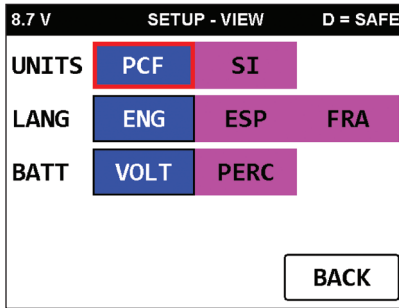 8.7 V SETUP - VIEW D = SAFE
UNITS PCF SI
LANG ENG ESP FRA
BATT VOLT PERC
BACK